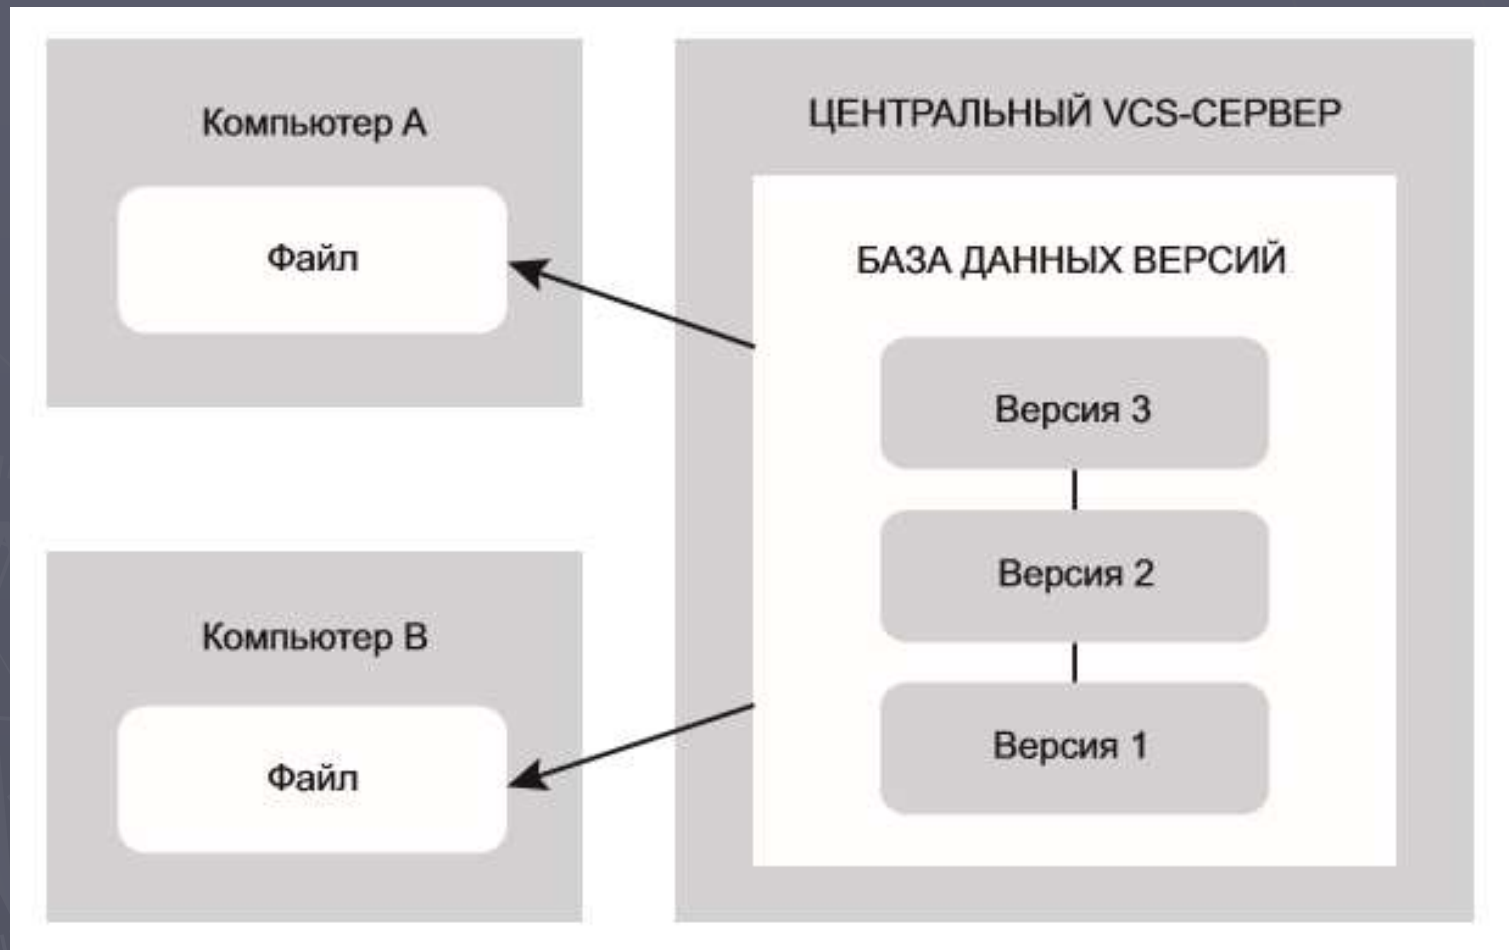 Компьютер А
Файл
Компьютер В
Файл
ЦЕНТРАЛЬНЫЙ VCS-СЕРВЕР
БАЗА ДАННЫХ ВЕРСИЙ
Версия 3
Версия 2
Версия 1